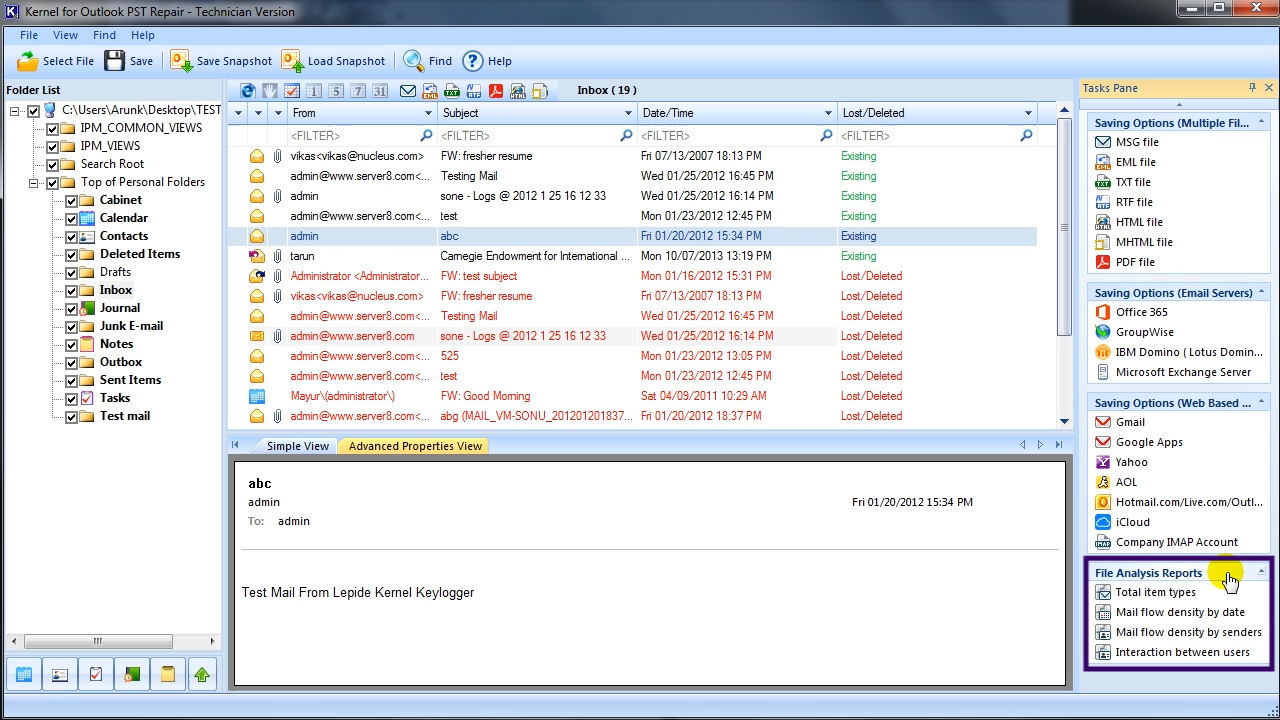 Kernel for Outlook PST Repair - Technician Version
File View Find Help
Select File Save Save Snapshot Load Snapshot Find Help
Folder List
C:\Users\Arunk\Desktop\TEST
IPM_COMMON_VIEWS
IPM_VIEWS
Search Root
Top of Personal Folders
Cabinet
Calendar
Contacts
Deleted Items
Drafts
Inbox
Journal
Junk E-mail
Notes
Outbox
Sent Items
Tasks
Test mail
1 5 7 31 Inbox ( 19 )
From Subject Date/Time Lost/Deleted
<FILTER> <FILTER> <FILTER> <FILTER>
vikas<vikas@nucleus.com> FW: fresher resume Fri 07/13/2007 18:13 PM Existing
admin@www.server8.com<... Testing Mail Wed 01/25/2012 16:45 PM Existing
admin sone - Logs @ 2012 1 25 16 12 33 Wed 01/25/2012 16:14 PM Existing
admin@www.server8.com<... test Mon 01/23/2012 12:45 PM Existing
admin abc Fri 01/20/2012 15:34 PM Existing
tarun Carnegie Endowment for International ... Mon 10/07/2013 13:19 PM Existing
Administrator <Administrator... FW: test subject Mon 01/16/2012 15:31 PM Lost/Deleted
vikas<vikas@nucleus.com> FW: fresher resume Fri 07/13/2007 18:13 PM Lost/Deleted
admin@www.server8.com<... Testing Mail Wed 01/25/2012 16:45 PM Lost/Deleted
admin@www.server8.com sone - Logs @ 2012 1 25 16 12 33 Wed 01/25/2012 16:14 PM Lost/Deleted
admin@www.server8.com<... 525 Mon 01/23/2012 13:05 PM Lost/Deleted
admin@www.server8.com<... test Mon 01/23/2012 12:45 PM Lost/Deleted
Mayur\(administrator\) FW: Good Morning Sat 04/09/2011 10:29 AM Lost/Deleted
admin@www.server8.com<... abg (MAIL_VM-SONU_201201201837... Fri 01/20/2012 18:37 PM Lost/Deleted
Simple View Advanced Properties View
abc
admin Fri 01/20/2012 15:34 PM
To: admin
Test Mail From Lepide Kernel Keylogger
Tasks Pane
Saving Options (Multiple Fil...
MSG file
EML file
TXT file
RTF file
HTML file
MHTML file
PDF file
Saving Options (Email Servers)
Office 365
GroupWise
IBM Domino ( Lotus Domin...
Microsoft Exchange Server
Saving Options (Web Based ...
Gmail
Google Apps
Yahoo
AOL
Hotmail.com/Live.com/Outl...
iCloud
Company IMAP Account
File Analysis Reports
Total item types
Mail flow density by date
Mail flow density by senders
Interaction between users